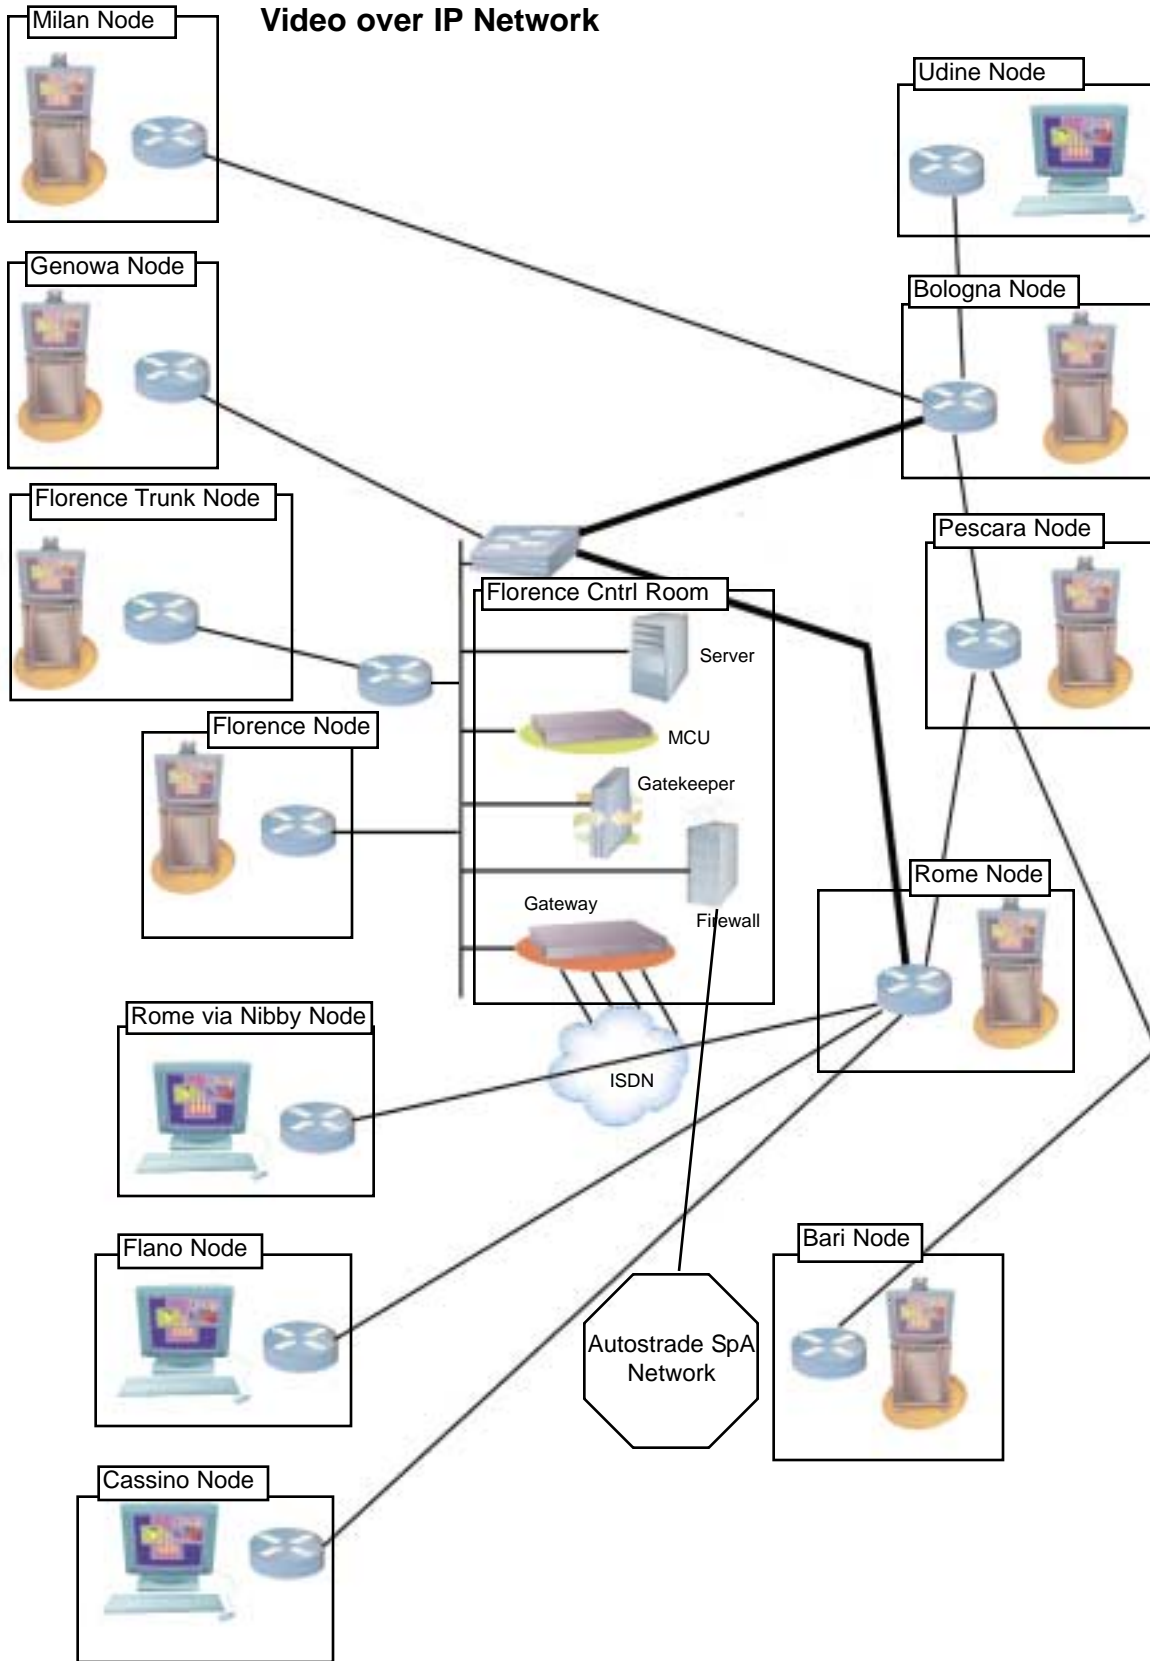 Video over IP Network
Milan Node
Udine Node
Genowa Node
Bologna Node
Florence Trunk Node
Pescara Node
Florence Cntrl Room
Server
Florence Node
MCU
Gatekeeper
Rome Node
Gateway
Firewall
Rome via Nibby Node
ISDN
Flano Node
Bari Node
Autostrade SpA
Network
Cassino Node